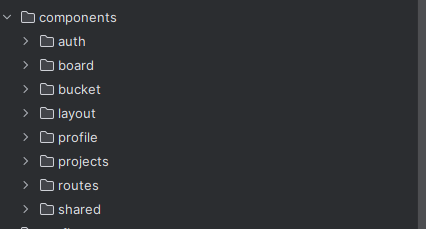 components
auth
board
bucket
layout
profile
projects
routes
shared